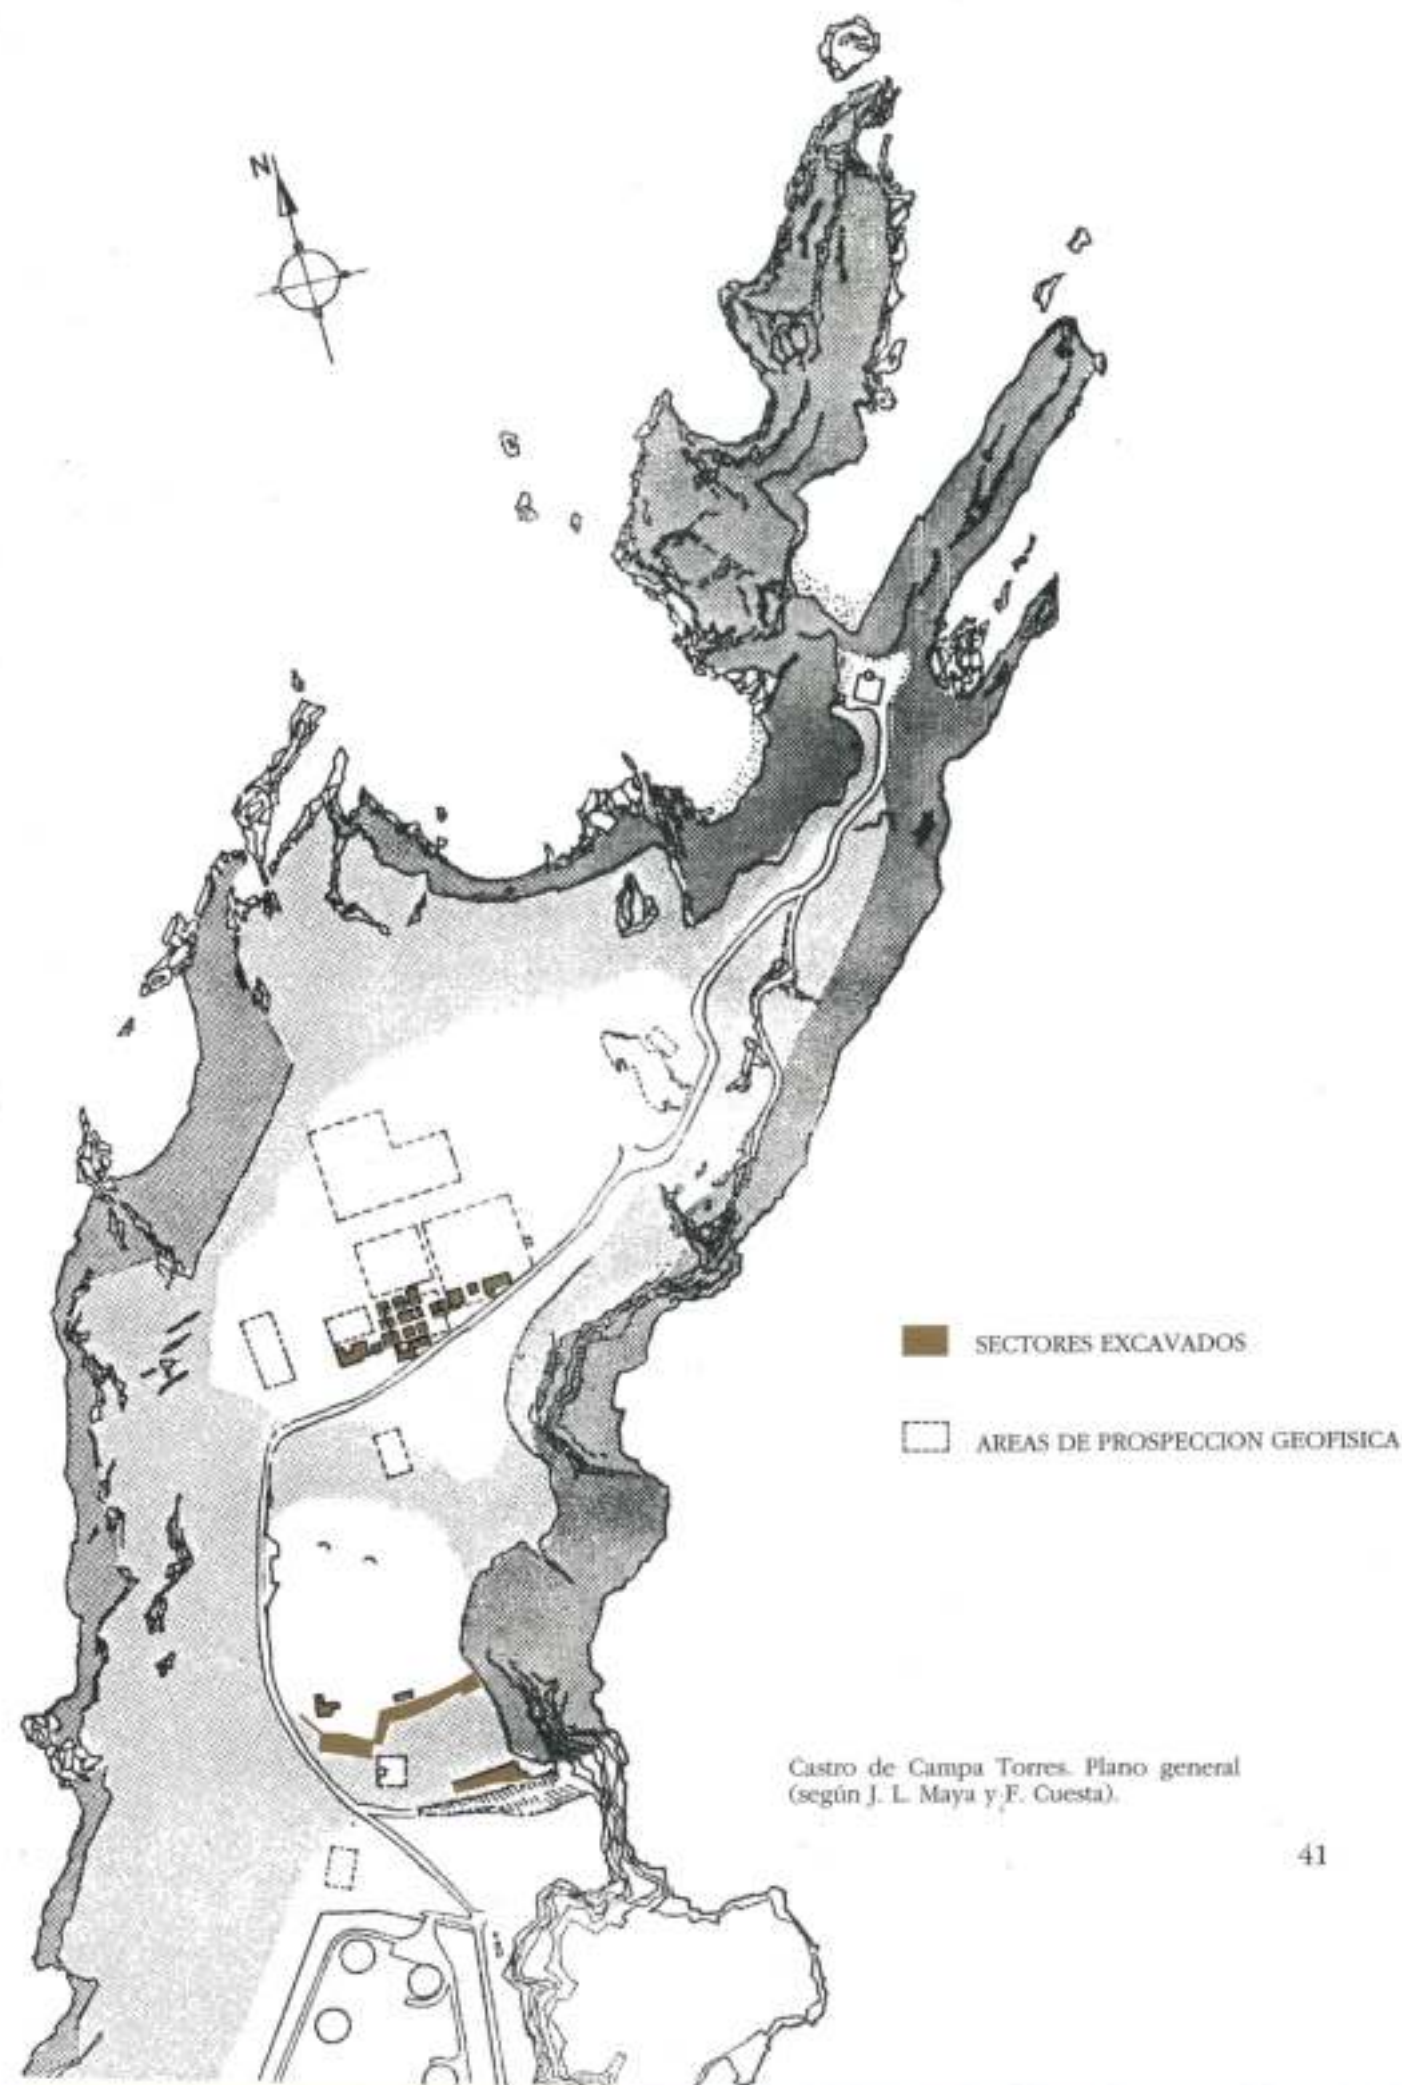 N
SECTORES EXCAVADOS
AREAS DE PROSPECCION GEOFISICA
Castro de Campa Torres. Plano general
(según J. L. Maya y F. Cuesta).
41